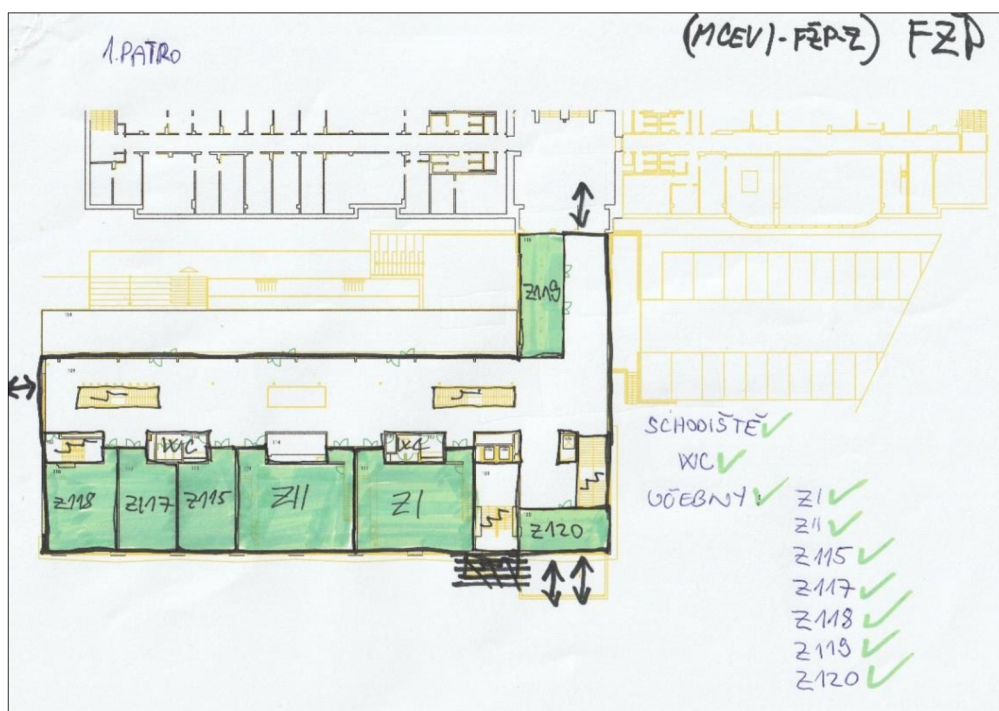 1.PATRO
(MCEV)-FŽP-Z) FŽP
Z119
WC
WC
Z118
Z117
Z115
ZII
ZI
Z120
SCHODIŠTĚ
WC
UČEBNY:
ZI
ZII
Z115
Z117
Z118
Z119
Z120